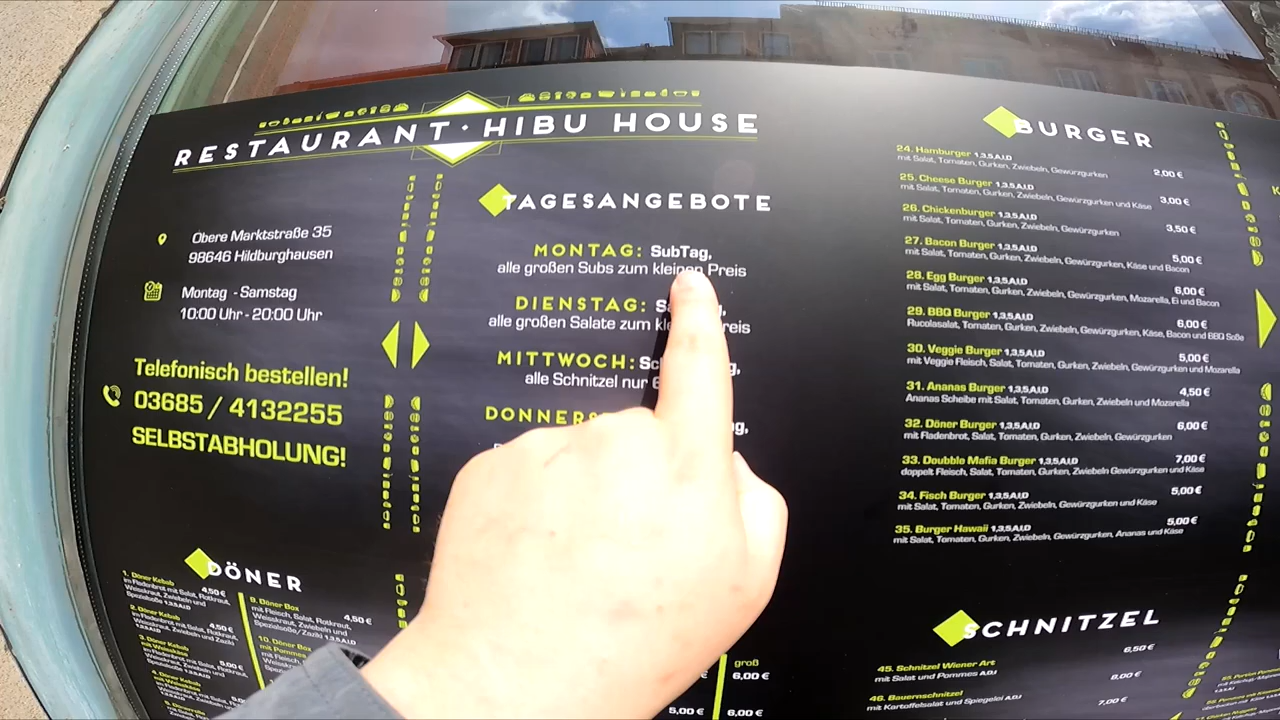 RESTAURANT · HIBU HOUSE
Obere Marktstraße 35
98646 Hildburghausen
Montag - Samstag
10:00 Uhr - 20:00 Uhr
Telefonisch bestellen!
03685 / 4132255
SELBSTABHOLUNG!
TAGESANGEBOTE
MONTAG: SubTag,
alle großen Subs zum kleinen Preis
DIENSTAG:
alle großen Salate zum
MITTWOCH:
alle Schnitzel nur
BURGER
24. Hamburger 1,3,5,A,I,D
mit Salat, Tomaten, Gurken, Zwiebeln, Gewürzgurken 2,00 €
25. Cheese Burger 1,3,5,A,I,D
mit Salat, Tomaten, Gurken, Zwiebeln, Gewürzgurken und Käse 3,00 €
26. Chickenburger 1,3,5,A,I,D
mit Salat, Tomaten, Gurken, Zwiebeln, Gewürzgurken 3,50 €
27. Bacon Burger 1,3,5,A,I,D 5,00 €
mit Salat, Tomaten, Gurken, Zwiebeln, Gewürzgurken, Käse und Bacon
28. Egg Burger 1,3,5,A,I,D 6,00 €
mit Salat, Tomaten, Gurken, Zwiebeln, Gewürzgurken, Mozarella, Ei und Bacon
29. BBQ Burger 1,3,5,A,I,D 6,00 €
Rucolasalat, Tomaten, Gurken, Zwiebeln, Gewürzgurken, Käse, Bacon und BBQ Soße
30. Veggie Burger 1,3,5,A,I,D 5,00 €
mit Veggie Fleisch, Salat, Tomaten, Gurken, Zwiebeln, Gewürzgurken und Mozarella
31. Ananas Burger 1,3,5,A,I,D 4,50 €
Ananas Scheibe mit Salat, Tomaten, Gurken, Zwiebeln und Mozarella
32. Döner Burger 1,3,5,A,I,D 6,00 €
mit Fladenbrot, Salat, Tomaten, Gurken, Zwiebeln, Gewürzgurken
33. Doubble Mafia Burger 1,3,5,A,I,D 7,00 €
doppelt Fleisch, Salat, Tomaten, Gurken, Zwiebeln Gewürzgurken und Käse
34. Fisch Burger 1,3,5,A,I,D 5,00 €
mit Salat, Tomaten, Gurken, Zwiebeln, Gewürzgurken und Käse
35. Burger Hawaii 1,3,5,A,I,D 5,00 €
mit Salat, Tomaten, Gurken, Zwiebeln, Gewürzgurken, Ananas und Käse
DÖNER
1. Döner Kebab 4,50 €
im Fladenbrot mit Salat, Rotkraut,
Weisskraut, Zwiebeln und
Spezialsoße 1,3,5,A,I,D
2. Döner Kebab 4,50 €
im Fladenbrot mit Salat, Rotkraut,
Weisskraut, Zwiebeln und Zaziki
3. Döner Kebab
mit Weisskäse 5,00 €
9. Döner Box 4,50 €
mit Fleisch, Salat, Rotkraut,
Weisskraut, Zwiebeln und
Spezialsoße/Zaziki 1,3,5,A,I,D
10. Döner Box
mit Pommes
groß
6,00 €
5,00 € 6,00 €
SCHNITZEL
45. Schnitzel Wiener Art 6,50 €
mit Salat und Pommes A,D,I
46. Bauernschnitzel
mit Kartoffelsalat und Spiegelei A,D,I
7,00 €